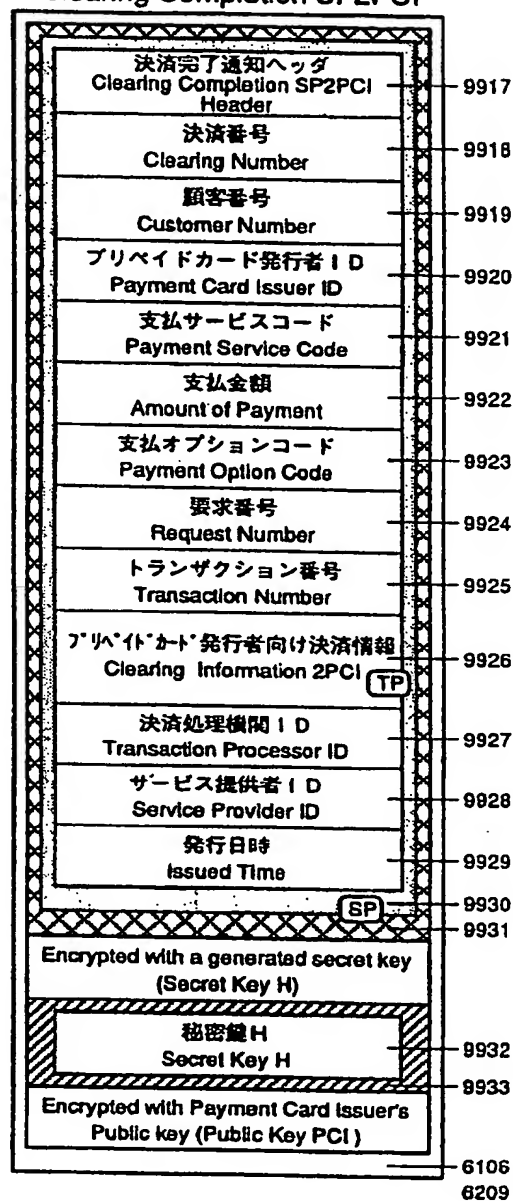 Clearing Completion SP2PCI
決済完了通知ヘッダ
Clearing Completion SP2PCI
Header
9917
決済番号
Clearing Number
9918
顧客番号
Customer Number
9919
プリペイドカード発行者ID
Payment Card Issuer ID
9920
支払サービスコード
Payment Service Code
9921
支払金額
Amount of Payment
9922
支払オプションコード
Payment Option Code
9923
要求番号
Request Number
9924
トランザクション番号
Transaction Number
9925
プリペイドカード発行者向け決済情報
Clearing Information 2PCI
TP
9926
決済処理機関ID
Transaction Processor ID
9927
サービス提供者ID
Service Provider ID
9928
発行日時
Issued Time
9929
SP
9930
9931
Encrypted with a generated secret key
(Secret Key H)
秘密鍵H
Secret Key H
9932
9933
Encrypted with Payment Card Issuer's
Public key (Public Key PCI)
6106
6209